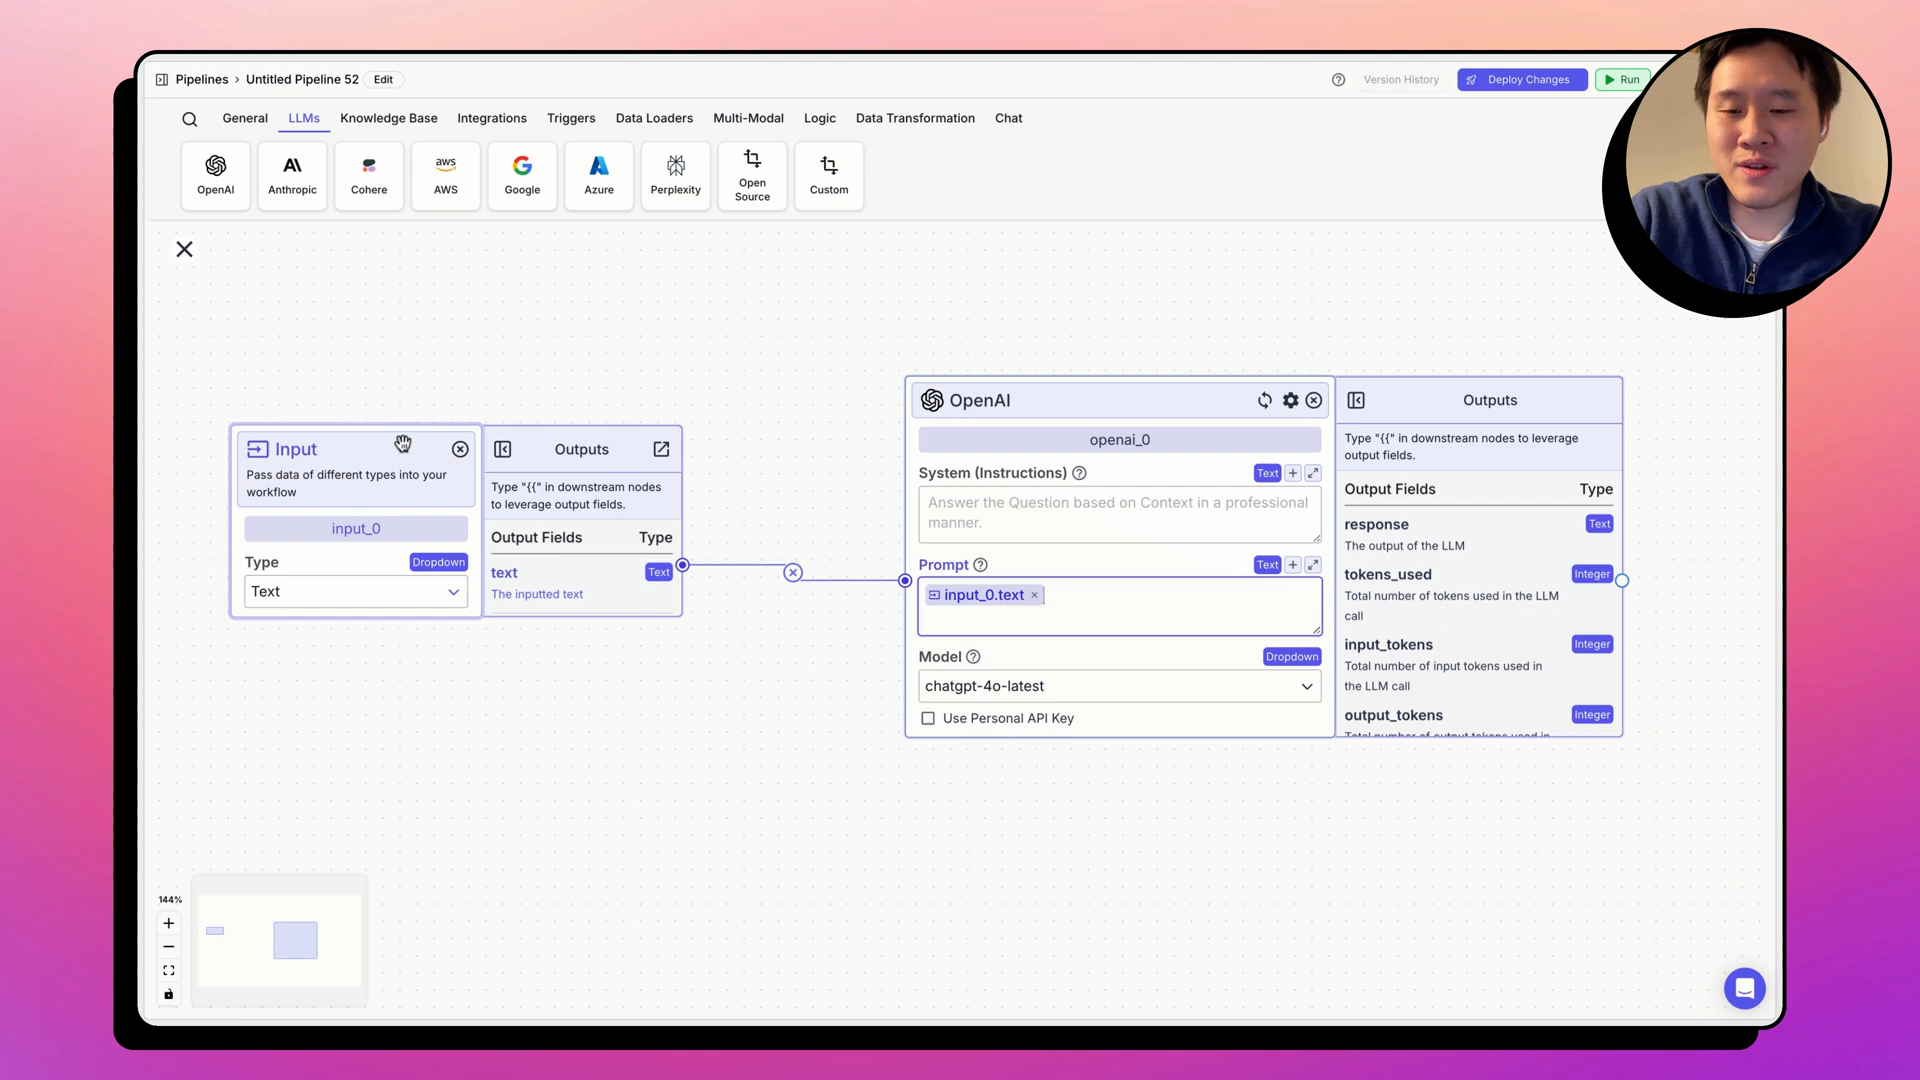 Pipelines > Untitled Pipeline 52 Edit
Version History
Deploy Changes
Run
General
LLMs
Knowledge Base
Integrations
Triggers
Data Loaders
Multi-Modal
Logic
Data Transformation
Chat
OpenAI
Anthropic
Cohere
aws
AWS
Google
Azure
Perplexity
Open
Source
Custom
Input
Pass data of different types into your
workflow
input_0
Type
Dropdown
Text
Outputs
Type "{{" in downstream nodes
to leverage output fields.
Output Fields Type
text Text
The inputted text
OpenAI
openai_0
System (Instructions)
Text
Answer the Question based on Context in a professional
manner.
Prompt
Text
input_0.text
Model
Dropdown
chatgpt-4o-latest
Use Personal API Key
Outputs
Type "{{" in downstream nodes to leverage
output fields.
Output Fields Type
response Text
The output of the LLM
tokens_used Integer
Total number of tokens used in the LLM
call
input_tokens Integer
Total number of input tokens used in
the LLM call
output_tokens Integer
Total number of output tokens used in
144%